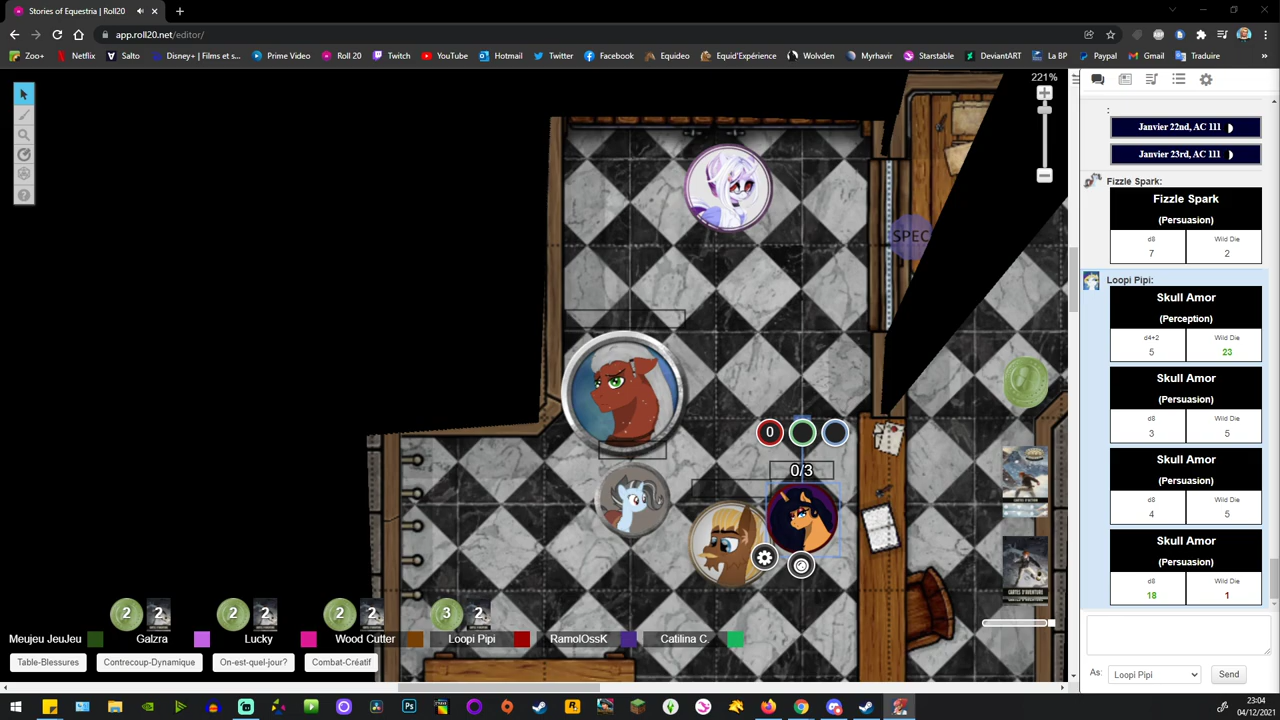 Stories of Equestria | Roll20
app.roll20.net/editor/
Zoo+ Netflix Salto Disney+ | Films et s... Prime Video Roll 20 Twitch YouTube Hotmail Twitter Facebook Equideo Equid'Expérience Wolvden Myrhavir Starstable DeviantART La BP Paypal Gmail Traduire
221%
SPEC
0
0/3
:
Janvier 22nd, AC 111
Janvier 23rd, AC 111
Fizzle Spark:
Fizzle Spark
(Persuasion)
d8 Wild Die
7 2
Loopi Pipi:
Skull Amor
(Perception)
d4+2 Wild Die
5 23
Skull Amor
(Persuasion)
d8 Wild Die
3 5
Skull Amor
(Persuasion)
d8 Wild Die
4 5
Skull Amor
(Persuasion)
d8 Wild Die
18 1
2 2 2 2 2 2 3 2
Meujeu JeuJeu Galzra Lucky Wood Cutter Loopi Pipi RamolOssK Catilina C.
Table-Blessures Contrecoup-Dynamique On-est-quel-jour? Combat-Créatif
As: Loopi Pipi Send
23:04
04/12/2021